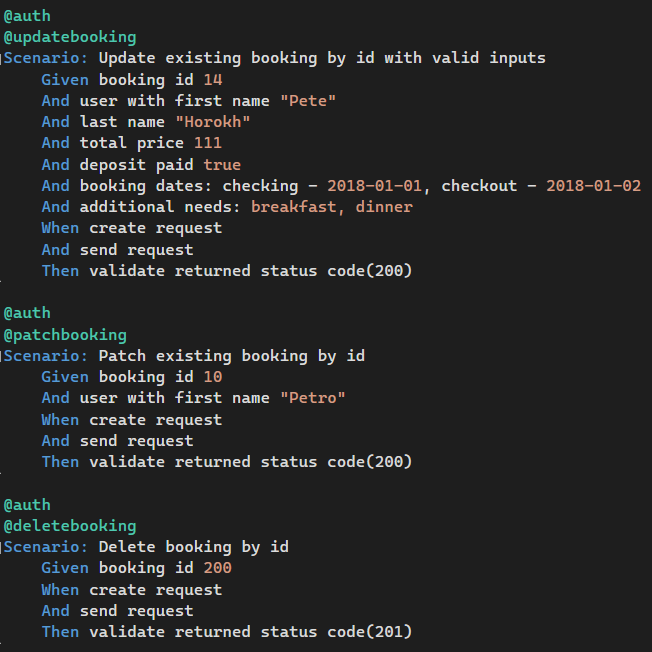 @auth
@updatebooking
Scenario: Update existing booking by id with valid inputs
Given booking id 14
And user with first name "Pete"
And last name "Horokh"
And total price 111
And deposit paid true
And booking dates: checking - 2018-01-01, checkout - 2018-01-02
And additional needs: breakfast, dinner
When create request
And send request
Then validate returned status code(200)
@auth
@patchbooking
Scenario: Patch existing booking by id
Given booking id 10
And user with first name "Petro"
When create request
And send request
Then validate returned status code(200)
@auth
@deletebooking
Scenario: Delete booking by id
Given booking id 200
When create request
And send request
Then validate returned status code(201)